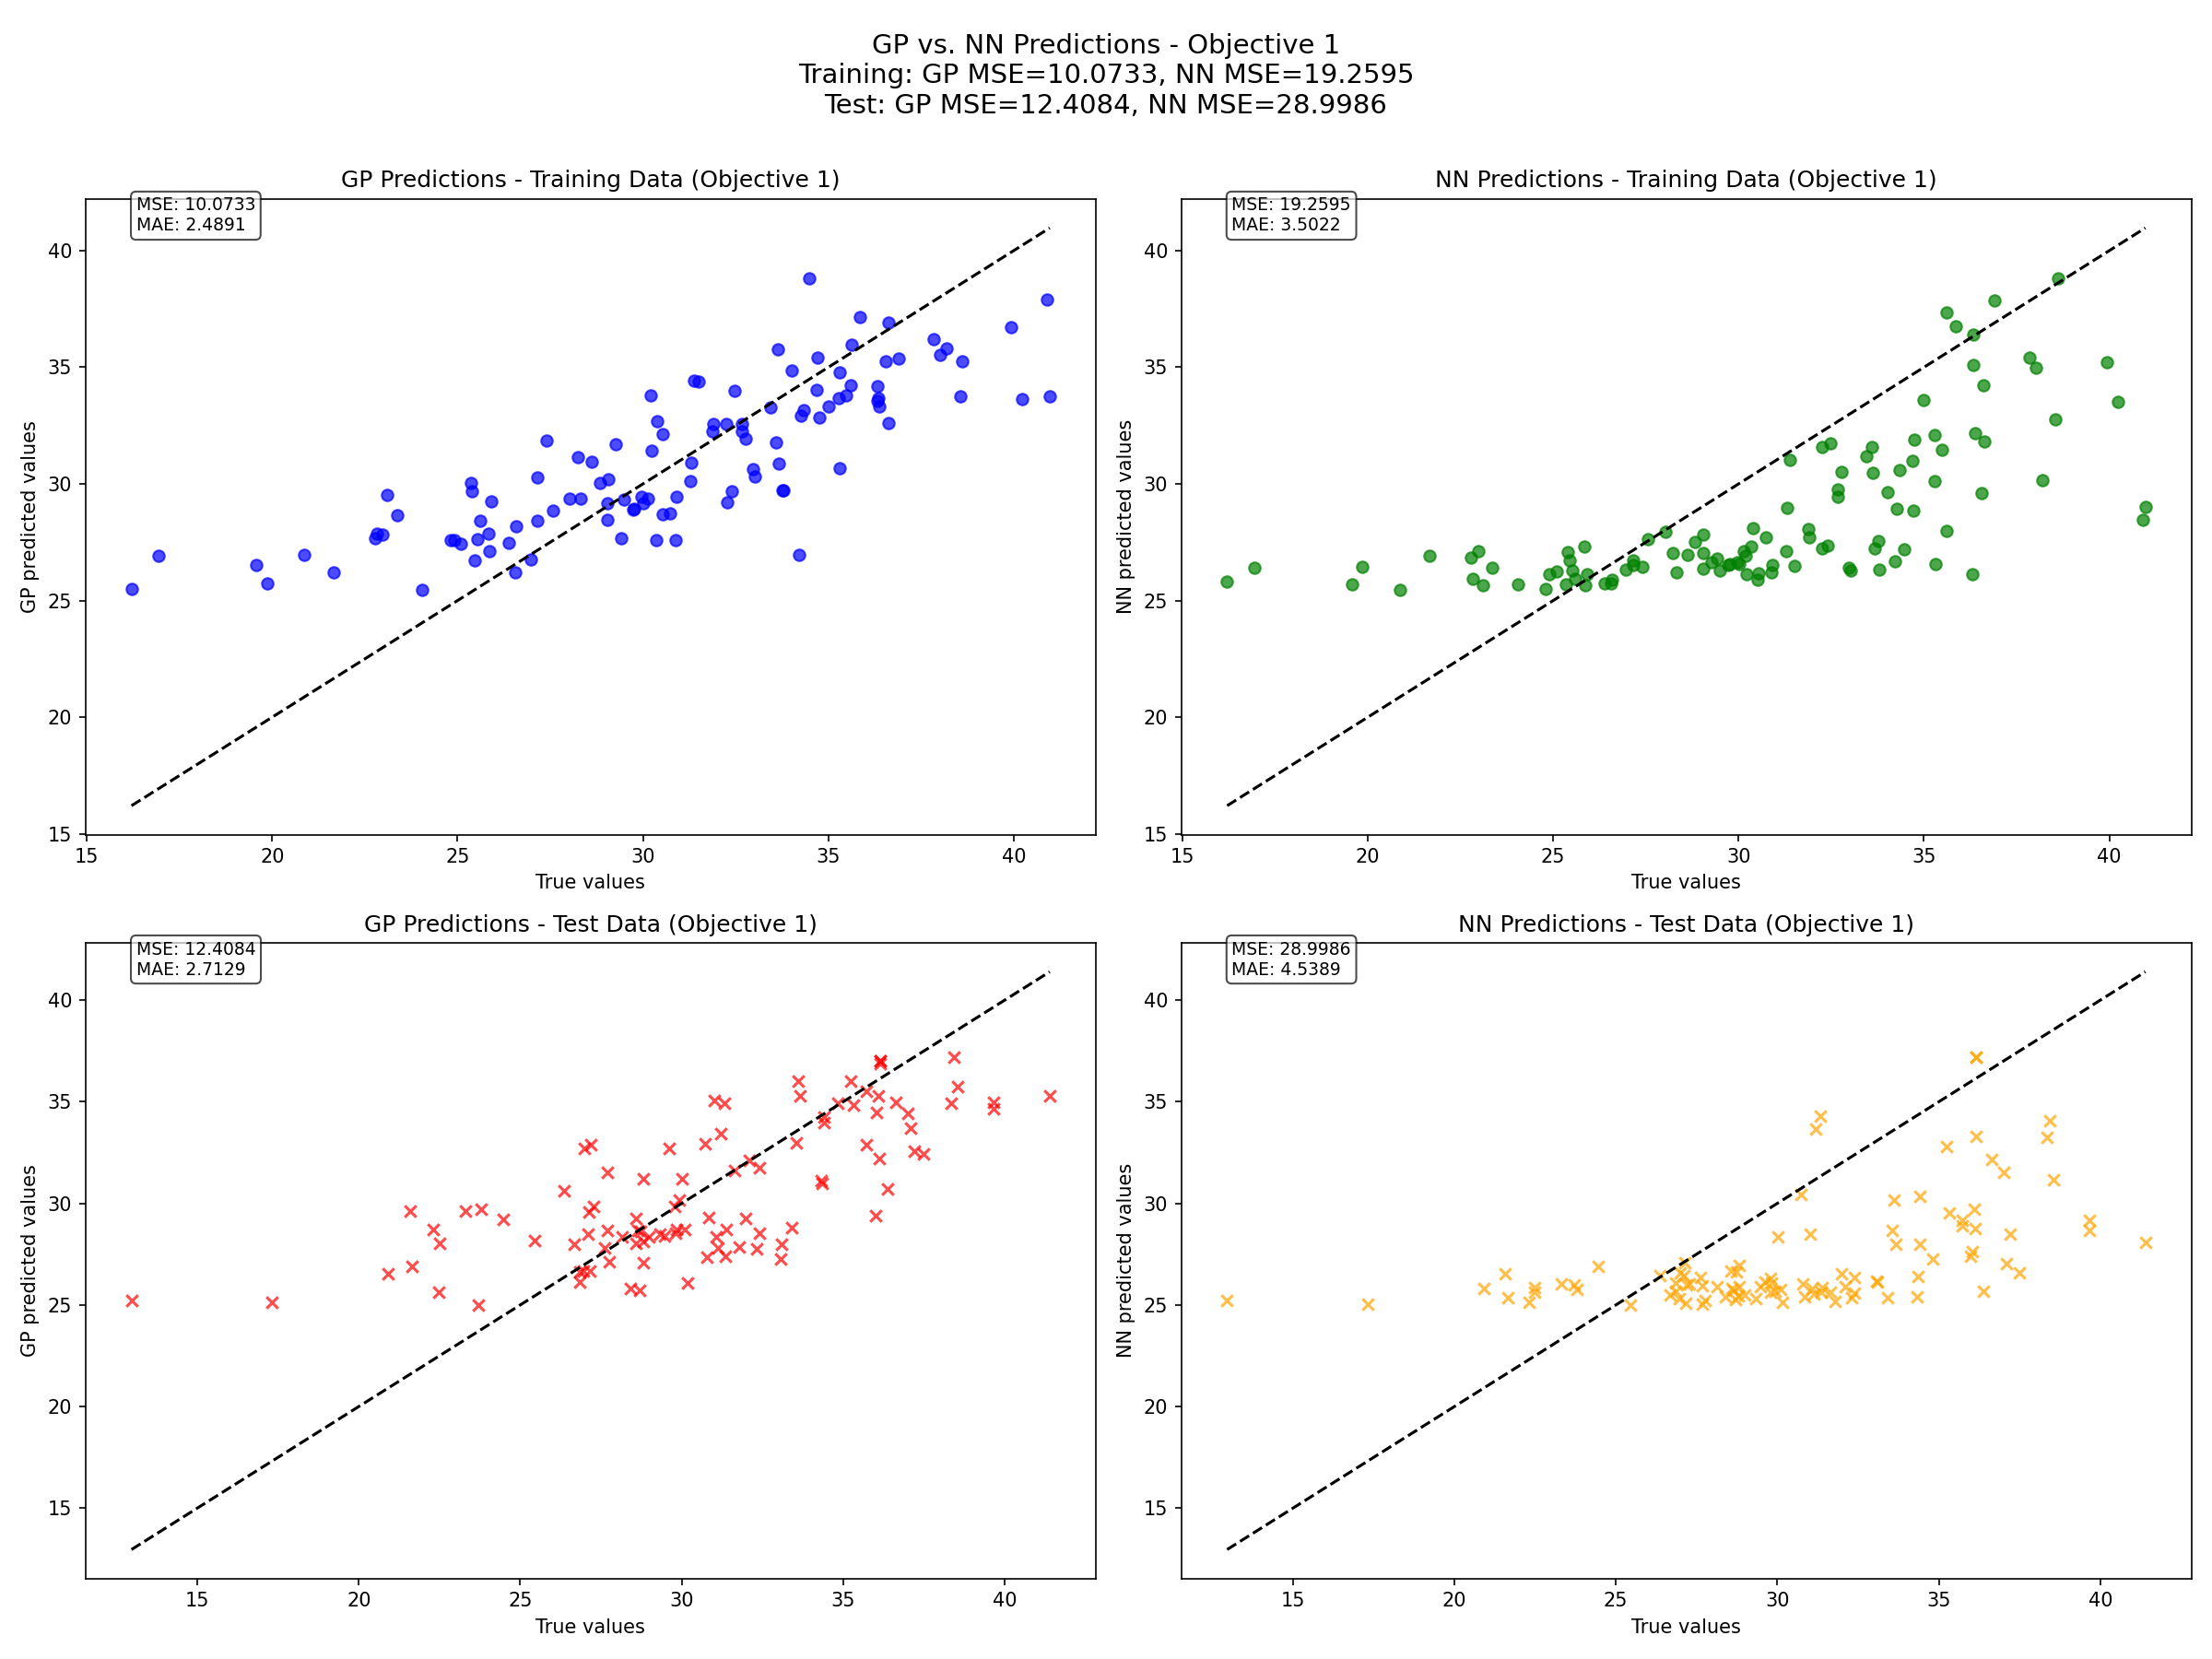 GP vs. NN Predictions - Objective 1
Training: GP MSE=10.0733, NN MSE=19.2595
Test: GP MSE=12.4084, NN MSE=28.9986
GP Predictions - Training Data (Objective 1)
MSE: 10.0733
MAE: 2.4891
GP predicted values
40
35
30
25
20
15
15 20 25 30 35 40
True values
NN Predictions - Training Data (Objective 1)
MSE: 19.2595
MAE: 3.5022
NN predicted values
40
35
30
25
20
15
15 20 25 30 35 40
True values
GP Predictions - Test Data (Objective 1)
MSE: 12.4084
MAE: 2.7129
GP predicted values
40
35
30
25
20
15
15 20 25 30 35 40
True values
NN Predictions - Test Data (Objective 1)
MSE: 28.9986
MAE: 4.5389
NN predicted values
40
35
30
25
20
15
15 20 25 30 35 40
True values